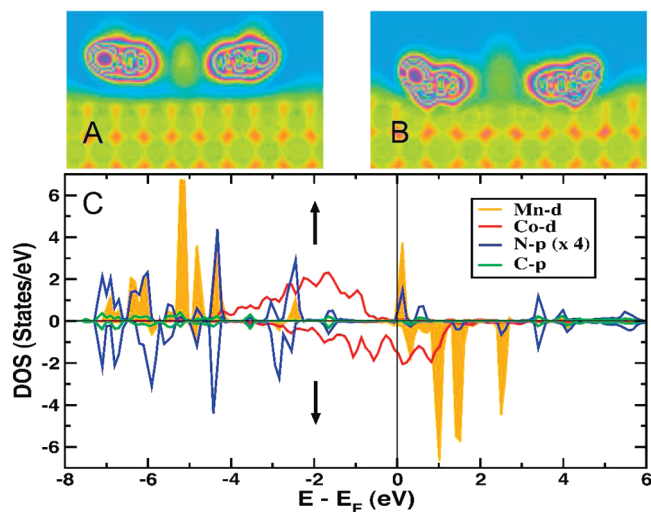 A
B
C
Mn-d
Co-d
N-p (x 4)
C-p
DOS (States/eV)
6
4
2
0
-2
-4
-6
-8 -6 -4 -2 0 2 4 6
E - E_F (eV)